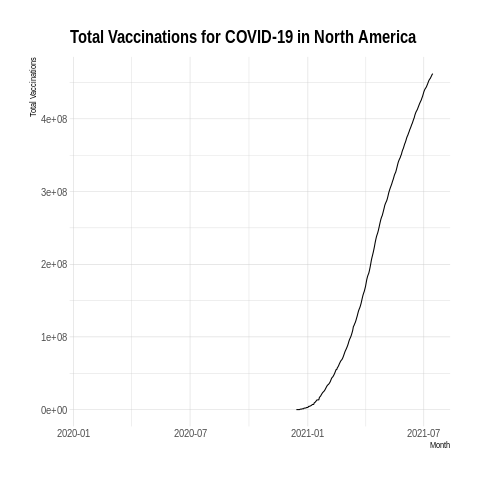 Total Vaccinations for COVID-19 in North America
Total Vaccinations
4e+08
3e+08
2e+08
1e+08
0e+00
2020-01
2020-07
2021-01
2021-07
Month